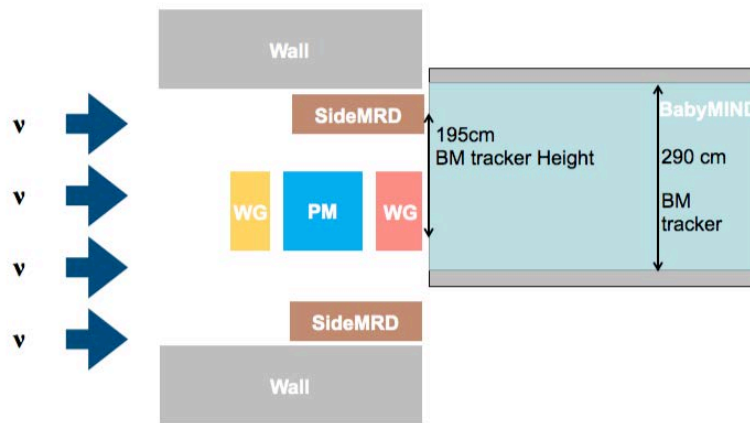 Wall
SideMRD
BabyMIND
195cm
BM tracker Height
290 cm
BM
tracker
ν
ν
ν
ν
WG
PM
WG
SideMRD
Wall